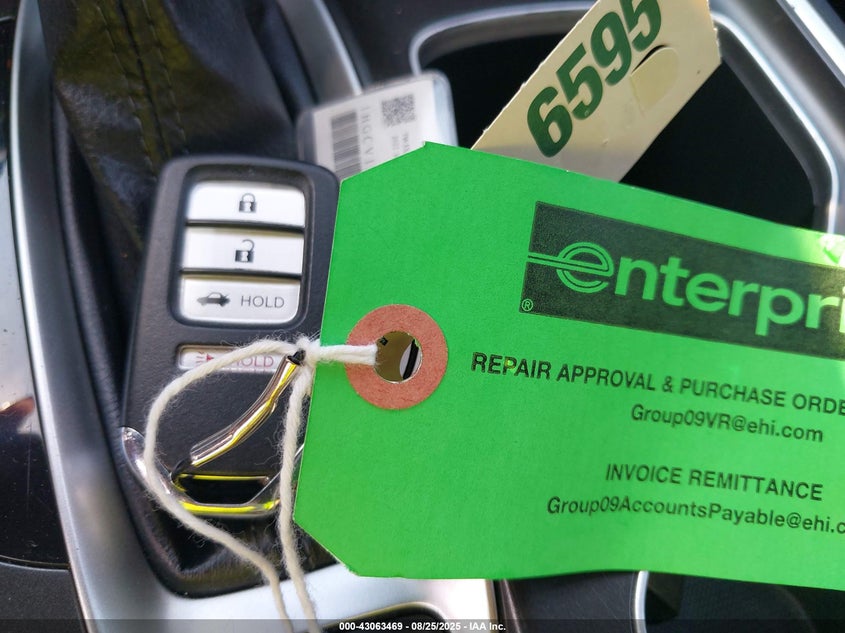 6595
1HGCV1
HOLD
HOLD
enterpri
®
REPAIR APPROVAL & PURCHASE ORDE
Group09VR@ehi.com
INVOICE REMITTANCE
Group09AccountsPayable@ehi.c
000-43063469 - 08/25/2025 - IAA Inc.